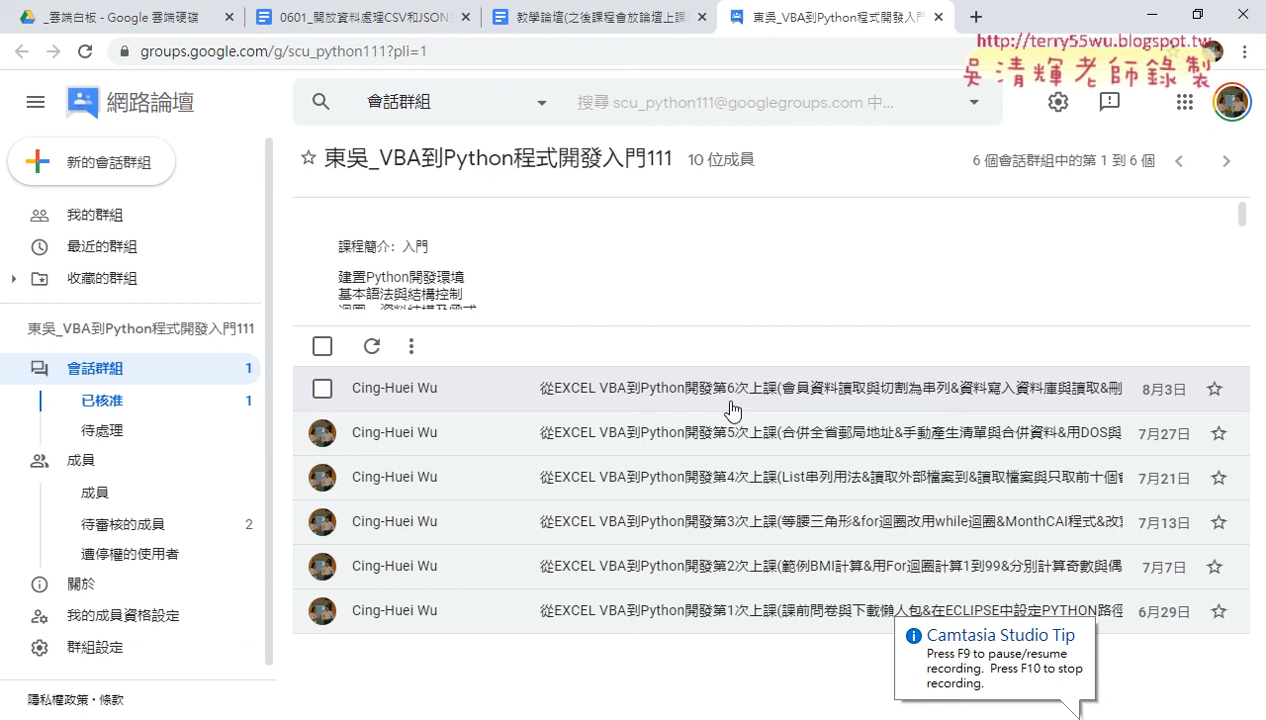 _雲端白板 - Google 雲端硬碟
0601_開放資料處理CSV和JSON
教學論壇(之後課程會放論壇上課
東吳_VBA到Python程式開發入門
groups.google.com/g/scu_python111?pli=1
http://terry55wu.blogspot.tw
吳清輝老師錄製
網路論壇
會話群組
搜尋 scu_python111@googlegroups.com 中...
新的會話群組
我的群組
最近的群組
收藏的群組
東吳_VBA到Python程式開發入門111
會話群組 1
已核准 1
待處理
成員
成員
待審核的成員 2
遭停權的使用者
關於
我的成員資格設定
群組設定
隱私權政策・條款
東吳_VBA到Python程式開發入門111 10 位成員
6 個會話群組中的第 1 到 6 個
課程簡介: 入門
建置Python開發環境
基本語法與結構控制
Cing-Huei Wu 從EXCEL VBA到Python開發第6次上課(會員資料讀取與切割為串列&資料寫入資料庫與讀取&刪 8月3日
Cing-Huei Wu 從EXCEL VBA到Python開發第5次上課(合併全省郵局地址&手動產生清單與合併資料&用DOS與 7月27日
Cing-Huei Wu 從EXCEL VBA到Python開發第4次上課(List串列用法&讀取外部檔案到&讀取檔案與只取前十個會 7月21日
Cing-Huei Wu 從EXCEL VBA到Python開發第3次上課(等腰三角形&for迴圈改用while迴圈&MonthCAI程式&改 7月13日
Cing-Huei Wu 從EXCEL VBA到Python開發第2次上課(範例BMI計算&用For迴圈計算1到99&分別計算奇數與偶 7月7日
Cing-Huei Wu 從EXCEL VBA到Python開發第1次上課(課前問卷與下載懶人包&在ECLIPSE中設定PYTHON路徑 6月29日
Camtasia Studio Tip
Press F9 to pause/resume
recording. Press F10 to stop
recording.